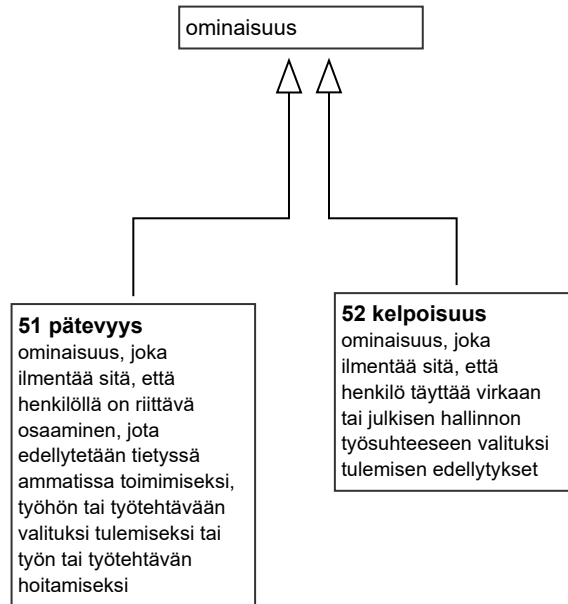 ominaisuus
51 pätevyys
ominaisuus, joka
ilmentää sitä, että
henkilöllä on riittävä
osaaminen, jota
edellytetään tietyssä
ammatissa toimimiseksi,
työhön tai työtehtävään
valituksi tulemiseksi tai
työn tai työtehtävän
hoitamiseksi
52 kelpoisuus
ominaisuus, joka
ilmentää sitä, että
henkilö täyttää virkaan
tai julkisen hallinnon
työsuhteeseen valituksi
tulemisen edellytykset